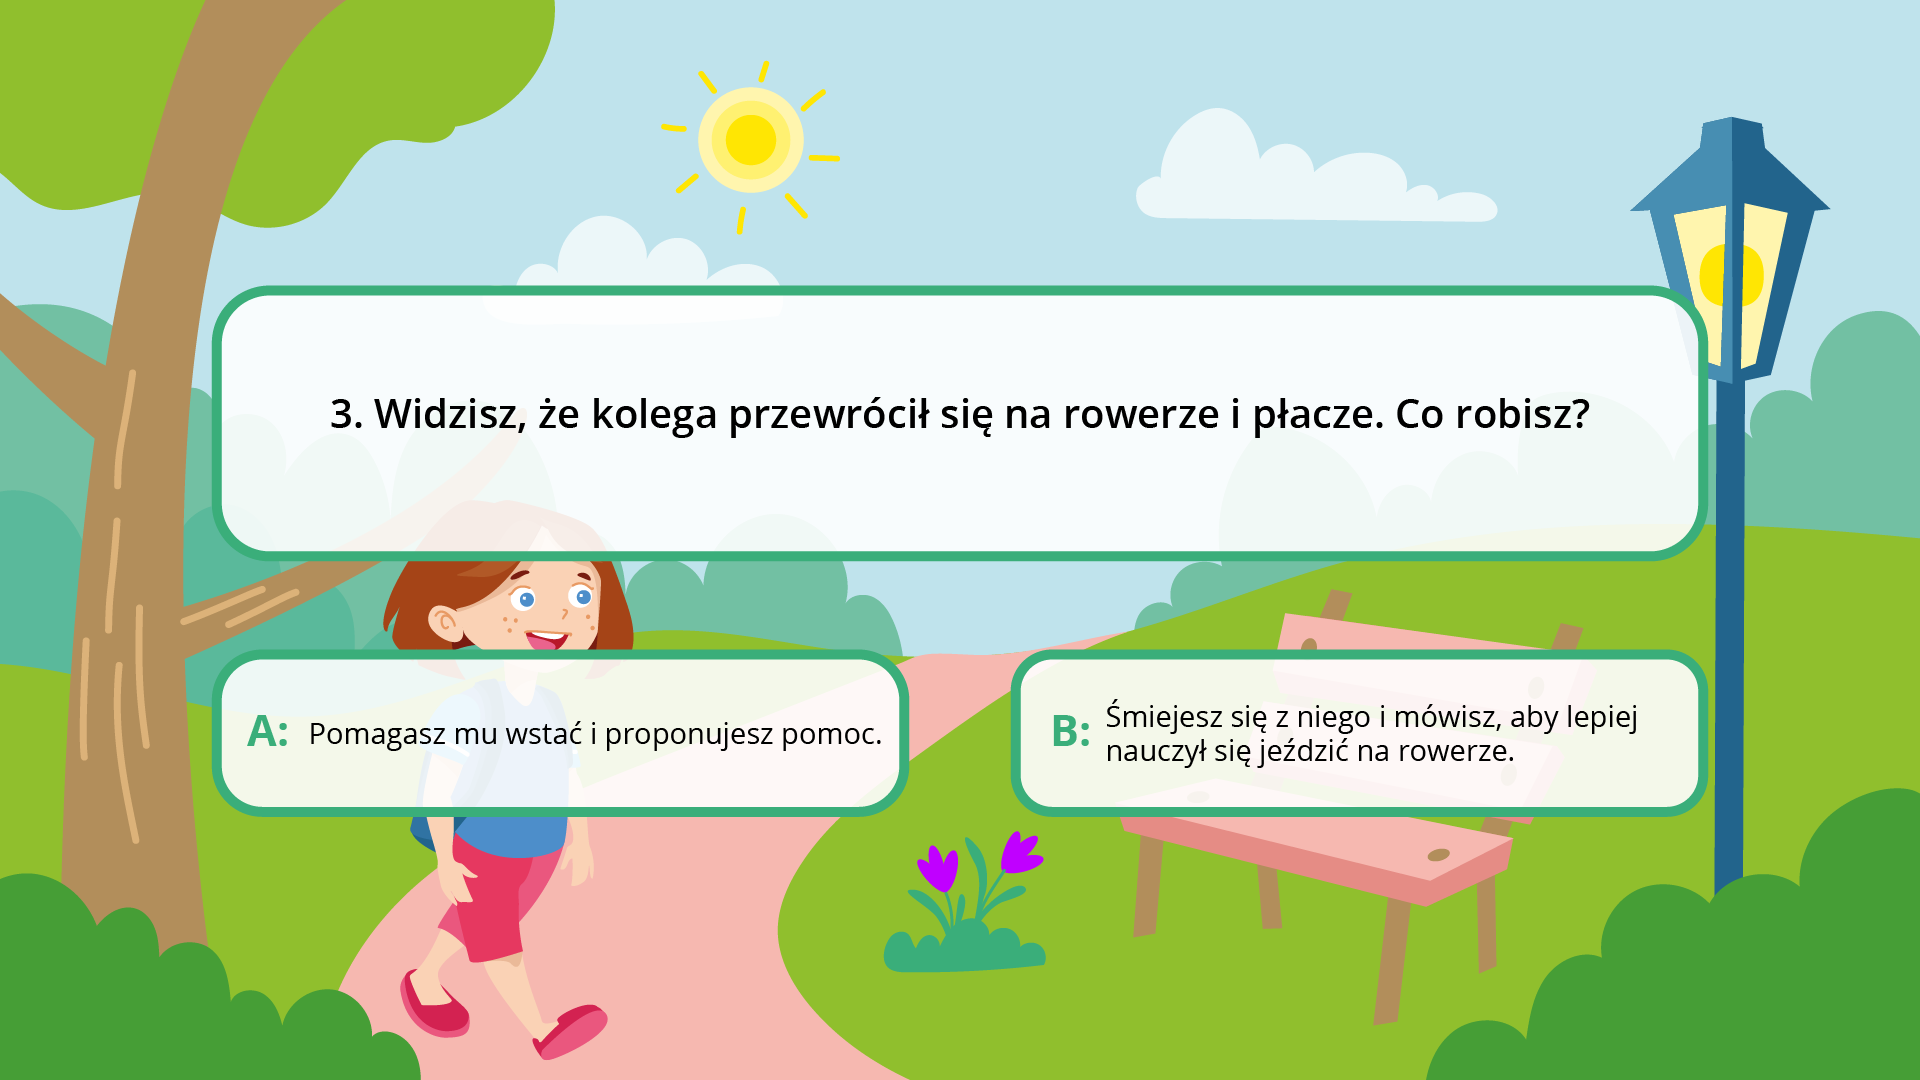 3. Widzisz, że kolega przewrócił się na rowerze i płacze. Co robisz?
A: Pomagasz mu wstać i proponujesz pomoc.
B: Śmiejesz się z niego i mówisz, aby lepiej
nauczył się jeździć na rowerze.